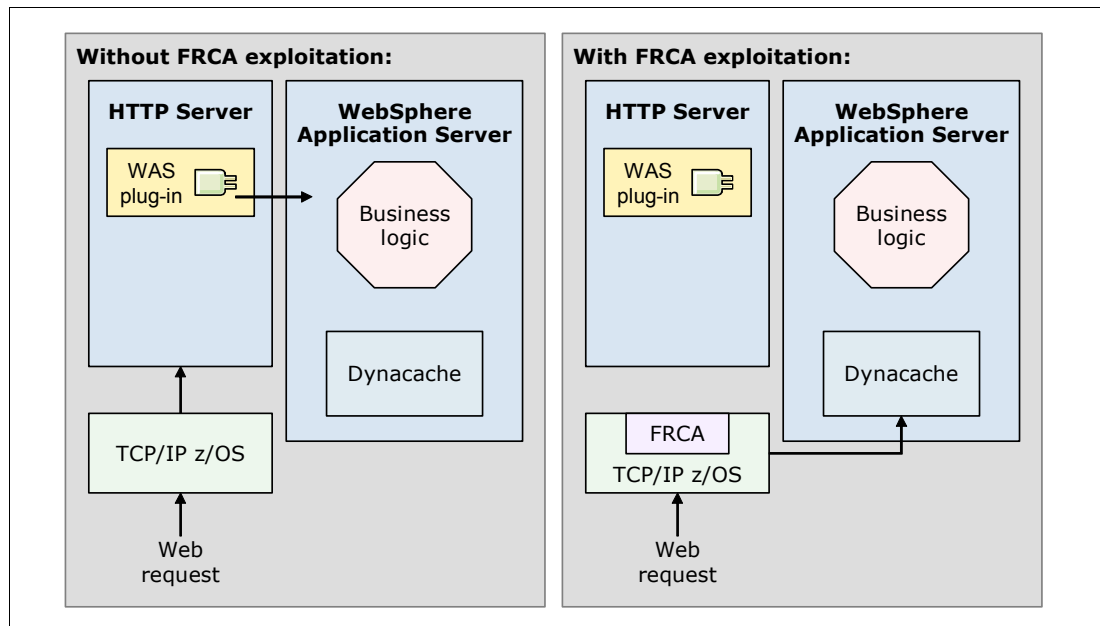 Without FRCA exploitation:
HTTP Server
WAS
plug-in
WebSphere
Application Server
Business
logic
Dynacache
TCP/IP z/OS
Web
request
With FRCA exploitation:
HTTP Server
WAS
plug-in
WebSphere
Application Server
Business
logic
Dynacache
FRCA
TCP/IP z/OS
Web
request